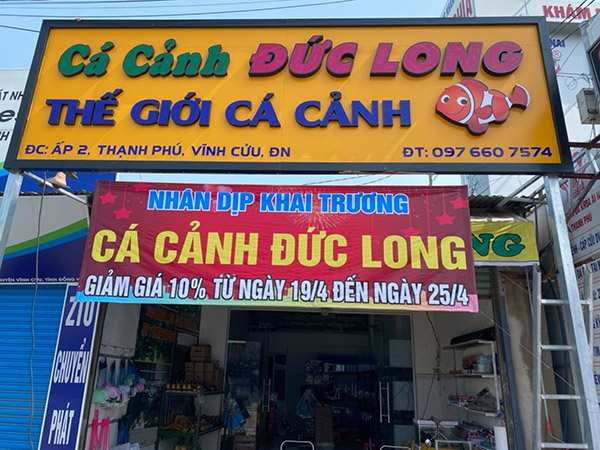 Cá Cảnh ĐỨC LONG
THẾ GIỚI CÁ CẢNH
ĐC: ẤP 2, THẠNH PHÚ, VĨNH CỬU, ĐN
ĐT: 097 660 7574
NHÂN DỊP KHAI TRƯƠNG
CÁ CẢNH ĐỨC LONG
GIẢM GIÁ 10% TỪ NGÀY 19/4 ĐẾN NGÀY 25/4
CHUYỂN
PHÁT
KHÁM